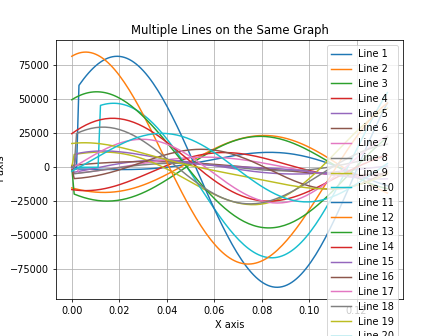 Multiple Lines on the Same Graph
75000
50000
25000
0
−25000
−50000
−75000
0.00
0.02
0.04
0.06
0.08
0.10
X axis
Line 1
Line 2
Line 3
Line 4
Line 5
Line 6
Line 7
Line 8
Line 9
Line 10
Line 11
Line 12
Line 13
Line 14
Line 15
Line 16
Line 17
Line 18
Line 19
Line 20